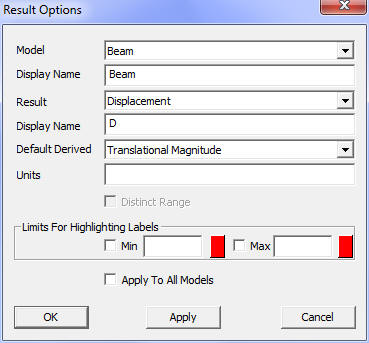 Result Options
Model Beam
Display Name Beam
Result Displacement
Display Name D
Default Derived Translational Magnitude
Units
Distinct Range
Limits For Highlighting Labels
Min Max
Apply To All Models
OK Apply Cancel